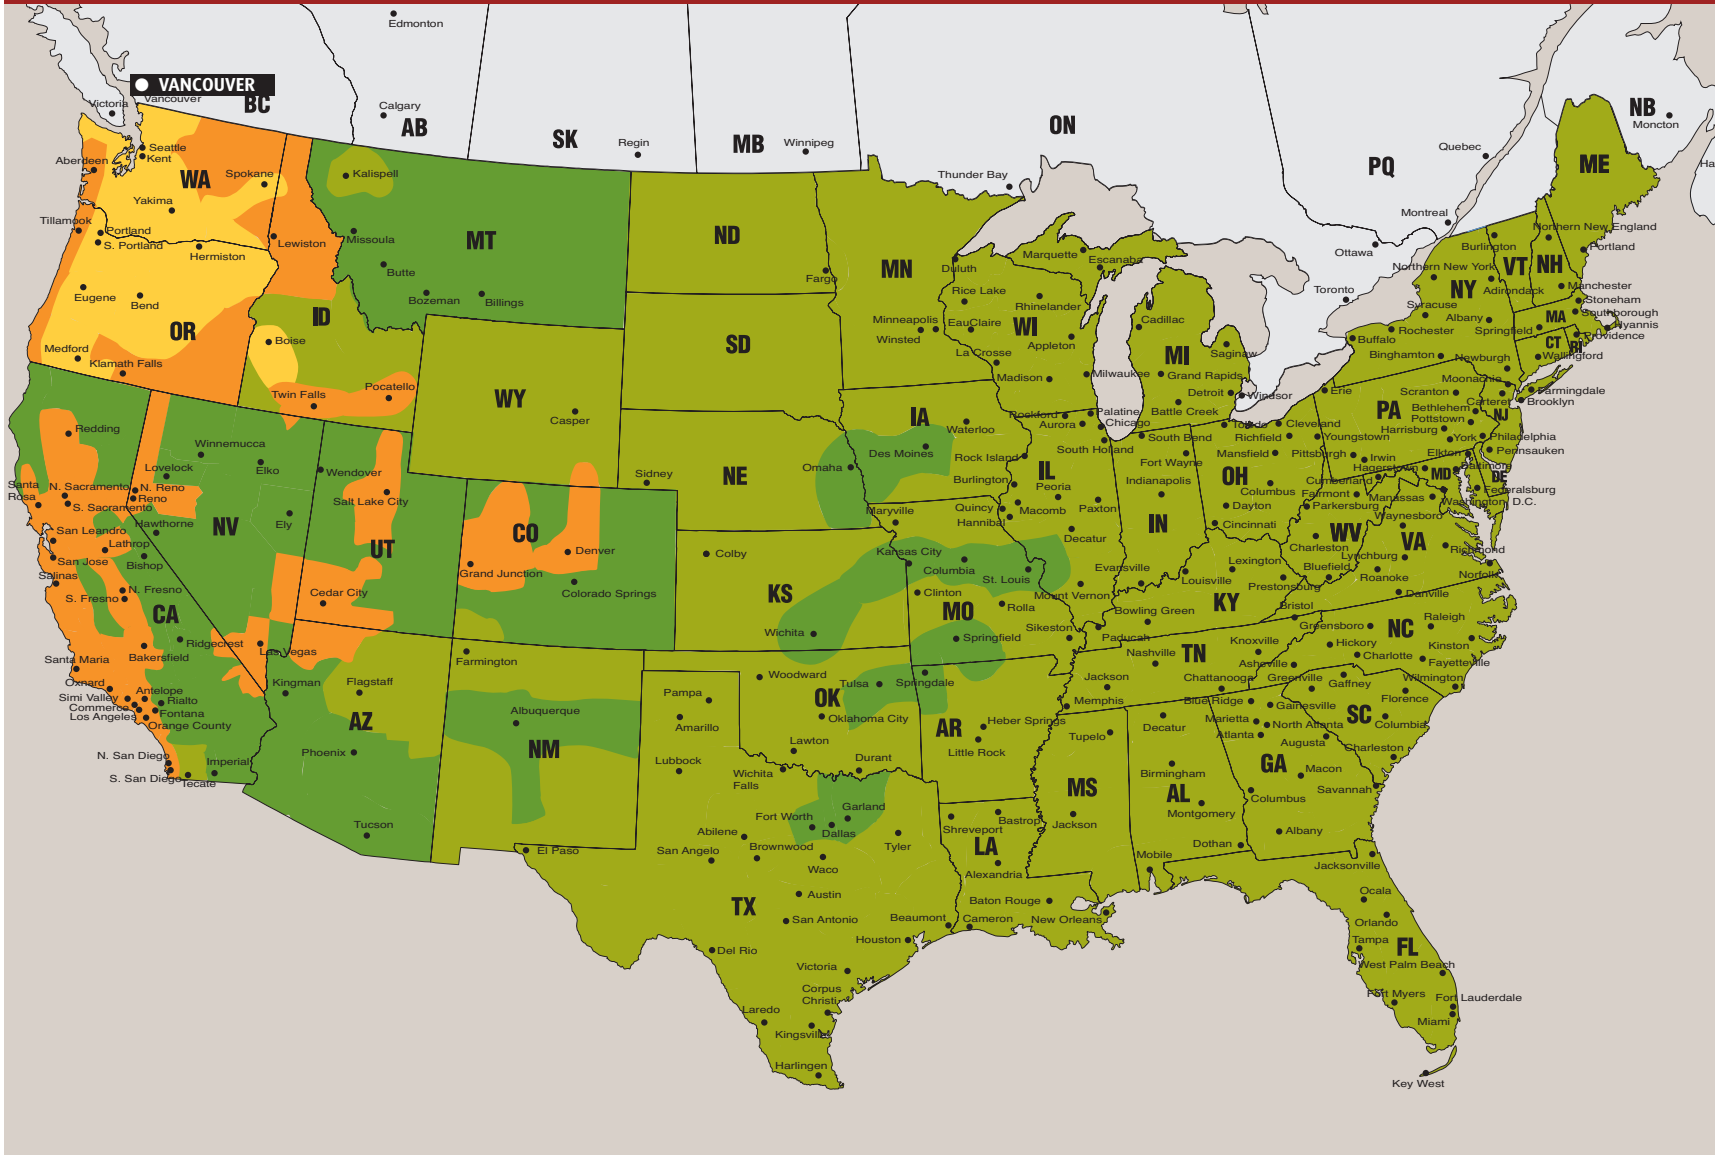 Edmonton
VANCOUVER
Vancouver
Victoria
BC
Calgary
AB
SK
Regin
MB
Winnipeg
ON
Thunder Bay
PQ
Quebec
Montreal
Ottawa
Toronto
NB
Moncton
Ha
ME
Seattle
Kent
Aberdeen
WA
Spokane
Yakima
Tillamook
Portland
S. Portland
Hermiston
Lewiston
Eugene
Bend
OR
Medford
Klamath Falls
ID
Boise
Twin Falls
Pocatello
Kalispell
Missoula
MT
Butte
Bozeman
Billings
WY
Casper
ND
Fargo
SD
NE
Sidney
Omaha
MN
Duluth
Minneapolis
Winsted
Marquette
Escanaba
Rice Lake
Rhinelander
EauClaire
WI
Appleton
La Crosse
Madison
Milwaukee
Cadillac
MI
Saginaw
Grand Rapids
Detroit
Windsor
Battle Creek
IA
Waterloo
Des Moines
Rock Island
Burlington
Rockford
Aurora
Palatine
Chicago
South Holland
IL
Peoria
Macomb
Paxton
Quincy
Hannibal
Decatur
South Bend
Fort Wayne
Indianapolis
IN
Evansville
Toledo
Cleveland
Richfield
Mansfield
Youngstown
OH
Columbus
Dayton
Cincinnati
Northern New England
Burlington
Portland
VT
NH
Northern New York
NY
Adirondack
Manchester
Stoneham
Southborough
Hyannis
Providence
MA
Syracuse
Albany
Springfield
Rochester
CT
RI
Wallingford
Buffalo
Binghamton
Newburgh
Moonachie
Farmingdale
Brooklyn
Erie
Scranton
PA
Carteret
Bethlehem
Pottstown
NJ
Harrisburg
York
Philadelphia
Pennsauken
Pittsburgh
Irwin
Elkton
Hagerstown
Baltimore
MD
DE
Cumberland
Federalsburg
Fairmont
Manassas
Washington D.C.
Parkersburg
Waynesboro
WV
VA
Charleston
Lynchburg
Richmond
Bluefield
Roanoke
Norfolk
Danville
Lexington
Louisville
Prestonsburg
KY
Bowling Green
Paducah
Bristol
Greensboro
Raleigh
NC
Hickory
Kinston
Charlotte
Fayetteville
Wilmington
Knoxville
Nashville
TN
Asheville
Jackson
Chattanooga
Memphis
Greenville
Gaffney
Florence
SC
Columbia
Charleston
Blue Ridge
Gainesville
Marietta
North Atlanta
Atlanta
Augusta
GA
Macon
Savannah
Columbus
Albany
Tupelo
MS
Jackson
Decatur
Birmingham
AL
Montgomery
Dothan
Mobile
Jacksonville
Ocala
Orlando
Tampa
FL
West Palm Beach
Fort Myers
Fort Lauderdale
Miami
Key West
Redding
Santa
Rosa
N. Sacramento
S. Sacramento
San Leandro
Lathrop
San Jose
Salinas
Bishop
N. Fresno
S. Fresno
CA
Ridgecrest
Bakersfield
Santa Maria
Oxnard
Simi Valley
Antelope
Rialto
Commerce
Fontana
Los Angeles
Orange County
N. San Diego
Imperial
S. San Diego
Tecate
Winnemucca
Lovelock
Elko
N. Reno
Reno
Hawthorne
NV
Ely
Las Vegas
Wendover
Salt Lake City
UT
Cedar City
CO
Denver
Grand Junction
Colorado Springs
Kingman
Flagstaff
AZ
Phoenix
Tucson
Farmington
Albuquerque
NM
Colby
KS
Wichita
Maryville
Kansas City
Columbia
St. Louis
Clinton
MO
Rolla
Mount Vernon
Springfield
Sikeston
Woodward
OK
Tulsa
Oklahoma City
Lawton
Durant
Springdale
AR
Heber Springs
Little Rock
Pampa
Amarillo
Lubbock
Wichita
Falls
Fort Worth
Garland
Dallas
Abilene
Brownwood
Tyler
San Angelo
Waco
El Paso
TX
Austin
San Antonio
Beaumont
Houston
Del Rio
Victoria
Corpus
Christi
Laredo
Kingsville
Harlingen
Shreveport
Bastrop
LA
Alexandria
Baton Rouge
Cameron
New Orleans